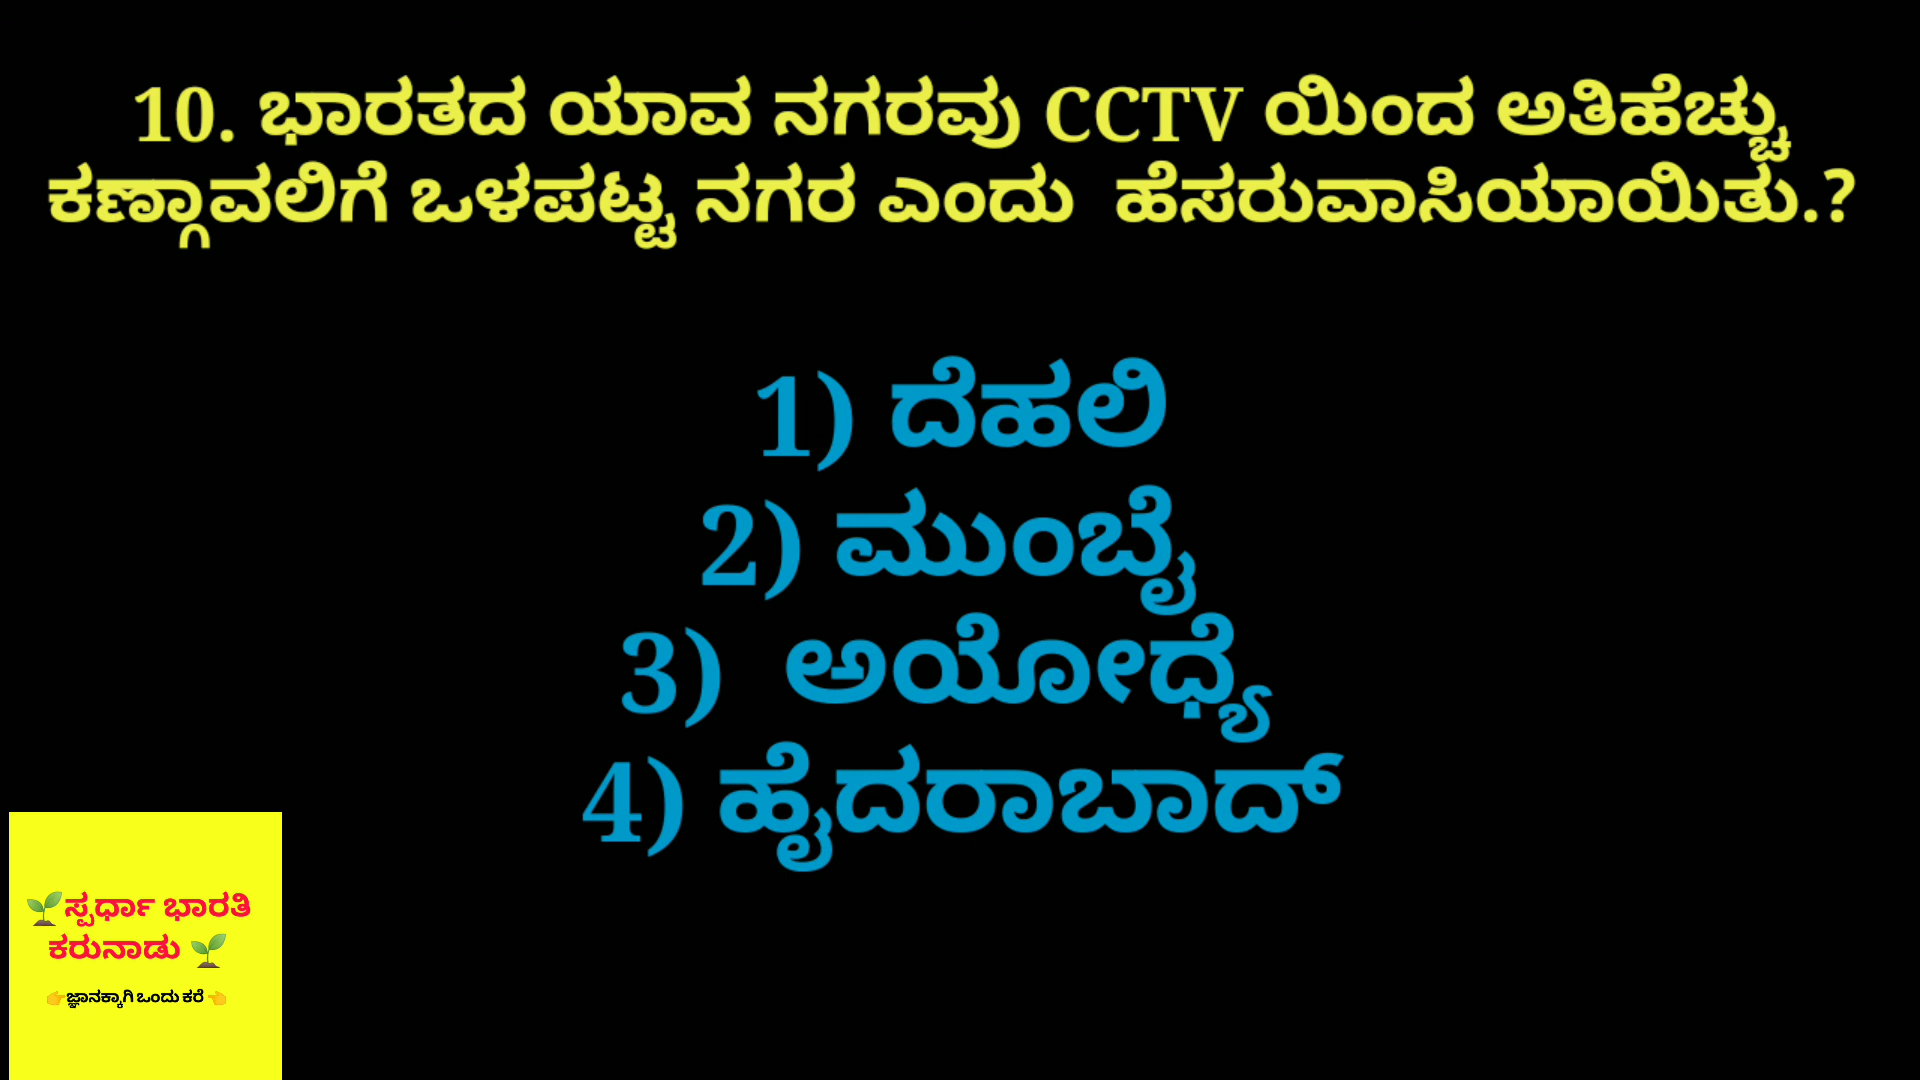 10. ಭಾರತದ ಯಾವ ನಗರವು CCTV ಯಿಂದ ಅತಿಹೆಚ್ಚು
ಕಣ್ಗಾವಲಿಗೆ ಒಳಪಟ್ಟ ನಗರ ಎಂದು ಹೆಸರುವಾಸಿಯಾಯಿತು.?
1) ದೆಹಲಿ
2) ಮುಂಬೈ
3) ಅಯೋಧ್ಯೆ
4) ಹೈದರಾಬಾದ್
🌱ಸ್ಪರ್ಧಾ ಭಾರತಿ
ಕರುನಾಡು 🌱
👉ಜ್ಞಾನಕ್ಕಾಗಿ ಒಂದು ಕರೆ 👈